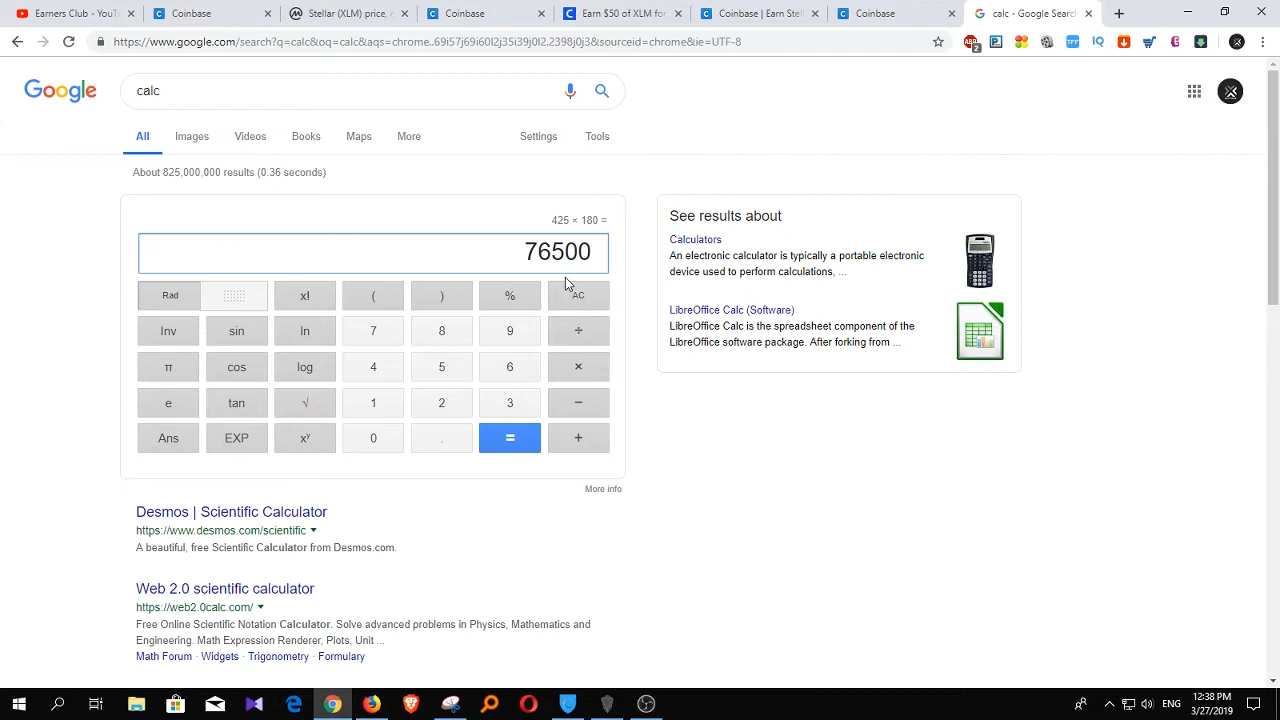 Earners Club - YouT
Coinbase
Stellar (XLM) price, c
Coinbase
Earn $50 of XLM for
Coinbase | Earn Stell
Coinbase
calc - Google Search
https://www.google.com/search?q=calc&oq=calc&aqs=chrome..69i57j69i60l2j35i39j0l2.2398j0j3&sourceid=chrome&ie=UTF-8
ABP
2
TFF
IQ
Google
calc
All
Images
Videos
Books
Maps
More
Settings
Tools
About 825,000,000 results (0.36 seconds)
425 × 180 =
76500
Rad
x!
(
)
%
AC
Inv
sin
ln
7
8
9
÷
π
cos
log
4
5
6
×
e
tan
√
1
2
3
−
Ans
EXP
xʸ
0
.
=
+
More info
See results about
Calculators
An electronic calculator is typically a portable electronic
device used to perform calculations, ...
LibreOffice Calc (Software)
LibreOffice Calc is the spreadsheet component of the
LibreOffice software package. After forking from ...
Desmos | Scientific Calculator
https://www.desmos.com/scientific
A beautiful, free Scientific Calculator from Desmos.com.
Web 2.0 scientific calculator
https://web2.0calc.com/
Free Online Scientific Notation Calculator. Solve advanced problems in Physics, Mathematics and
Engineering. Math Expression Renderer, Plots, Unit ...
Math Forum · Widgets · Trigonometry · Formulary
ENG
12:38 PM
3/27/2019